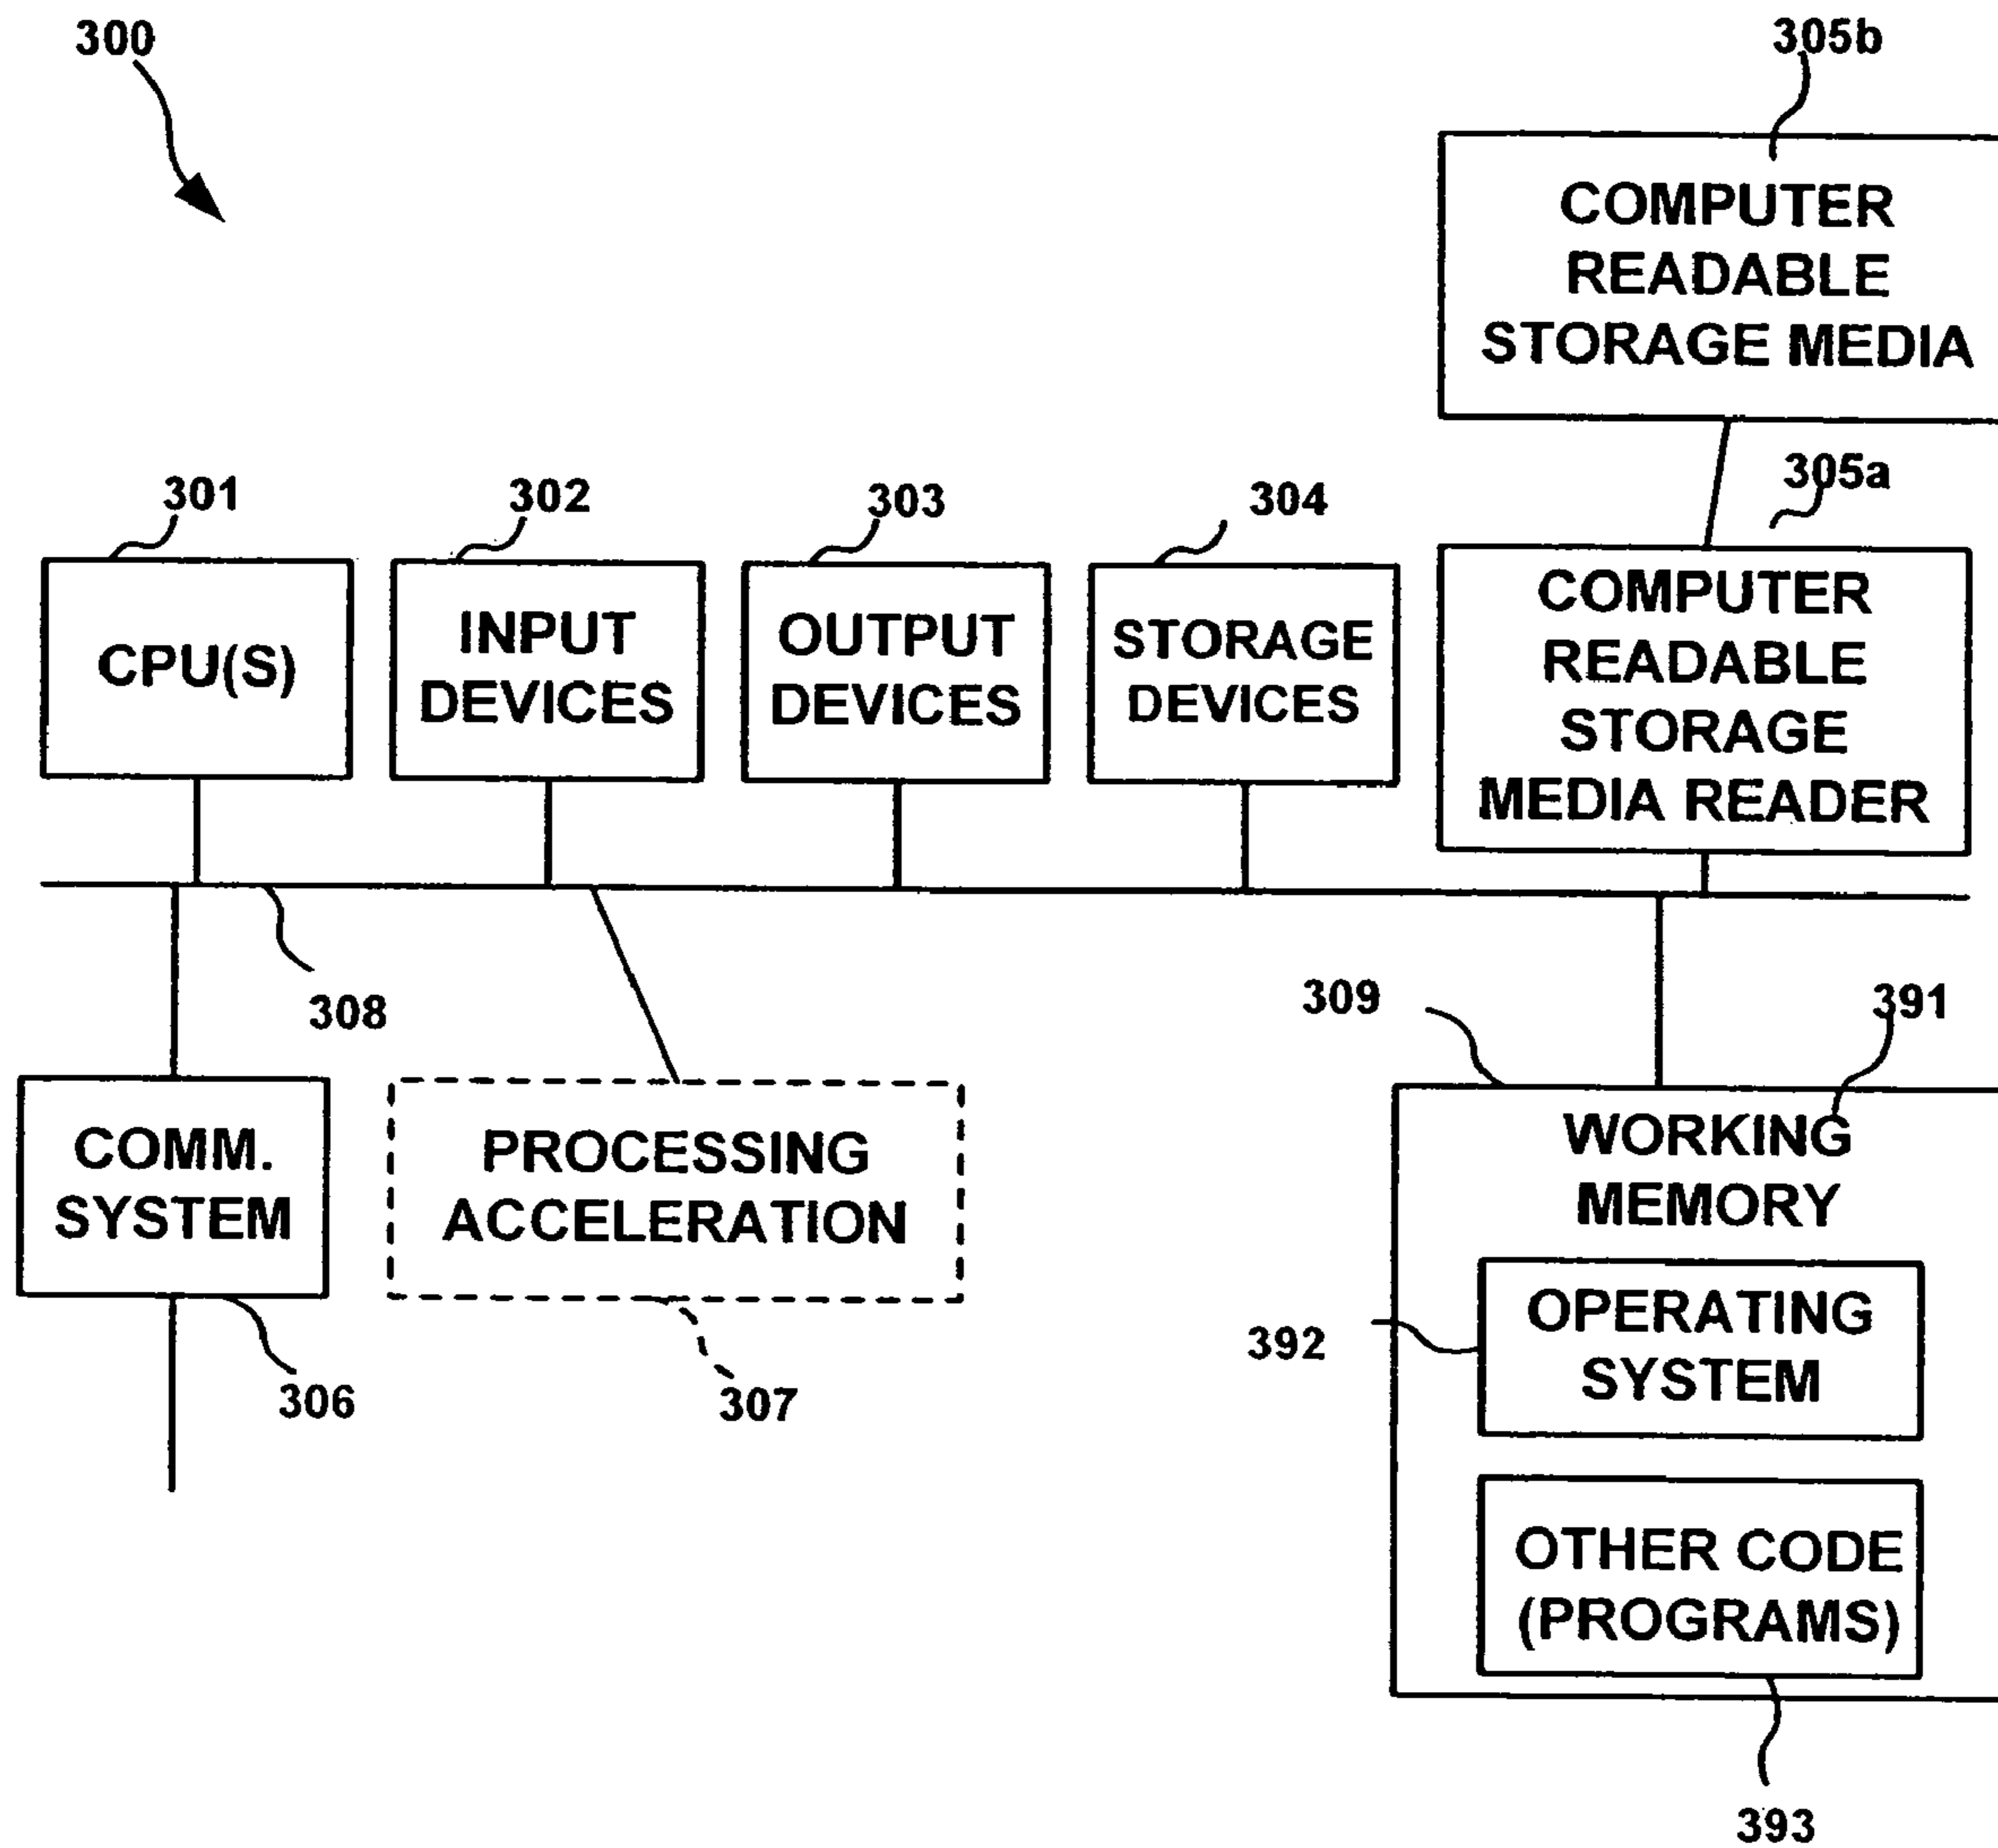 300
305b
COMPUTER
READABLE
STORAGE MEDIA
305a
301
302
303
304
CPU(S)
INPUT
DEVICES
OUTPUT
DEVICES
STORAGE
DEVICES
COMPUTER
READABLE
STORAGE
MEDIA READER
308
309
391
COMM.
SYSTEM
PROCESSING
ACCELERATION
WORKING
MEMORY
306
307
392
OPERATING
SYSTEM
OTHER CODE
(PROGRAMS)
393